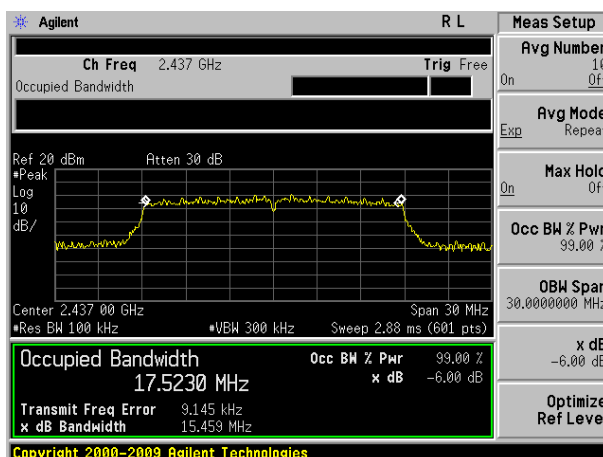 Agilent R L Meas Setup
Ch Freq 2.437 GHz Trig Free
Occupied Bandwidth
Ref 20 dBm Atten 30 dB
#Peak
Log
10
dB/
Center 2.437 00 GHz Span 30 MHz
#Res BW 100 kHz #VBW 300 kHz Sweep 2.88 ms (601 pts)
Occupied Bandwidth Occ BW % Pwr 99.00 %
17.5230 MHz x dB -6.00 dB
Transmit Freq Error 9.145 kHz
x dB Bandwidth 15.459 MHz
Copyright 2000-2009 Agilent Technologies
Avg Number
10
On Of
Avg Mode
Exp Repeat
Max Hold
On Of
Occ BW % Pwr
99.00 %
OBW Span
30.0000000 MHz
x dB
-6.00 dB
Optimize
Ref Level